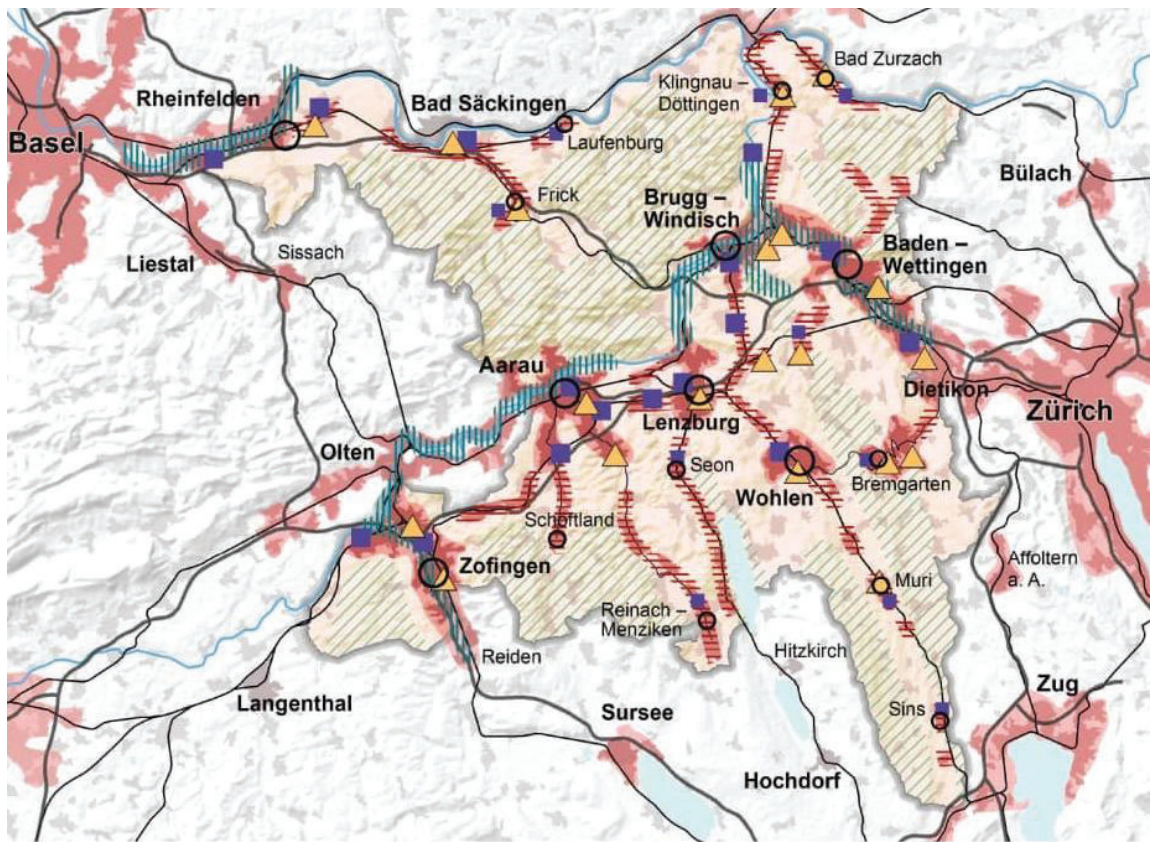 Bad Zurzach
Klingnau –
Döttingen
Rheinfelden
Bad Säckingen
Basel
Laufenburg
Bülach
Frick
Brugg –
Windisch
Baden –
Wettingen
Liestal
Sissach
Aarau
Dietikon
Zürich
Lenzburg
Olten
Seon
Wohlen
Bremgarten
Schöftland
Zofingen
Affoltern
a. A.
Muri
Reinach –
Menziken
Reiden
Hitzkirch
Langenthal
Zug
Sursee
Sins
Hochdorf